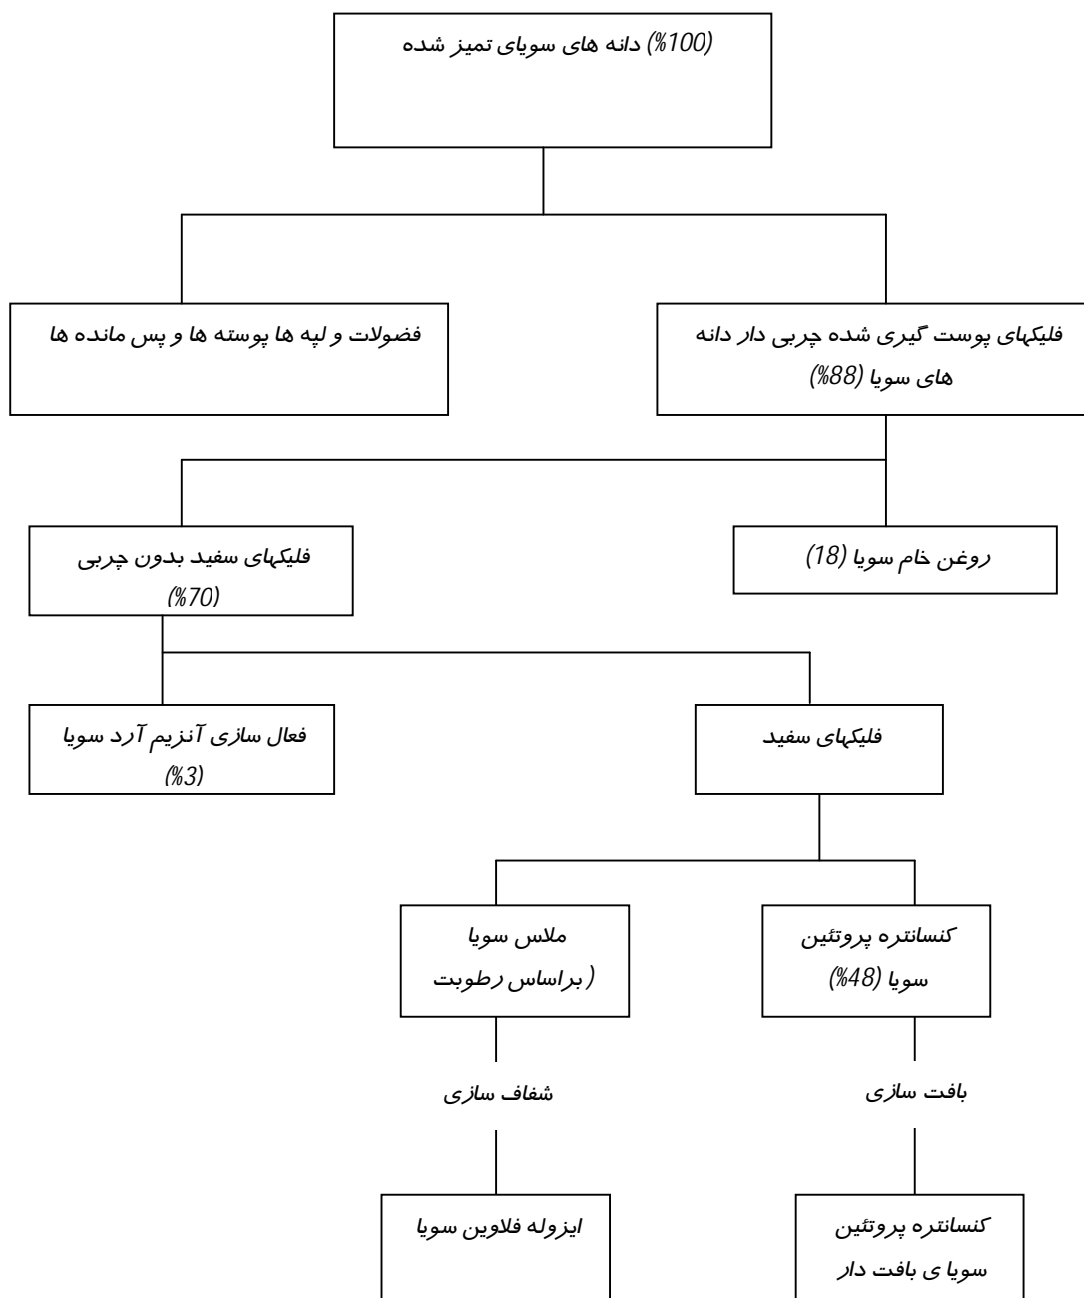 دانه های سویای تمیز شده (%100)
فلیکهای پوست گیری شده چربی دار دانه
های سویا (%88)
فضولات و لپه ها پوسته ها و پس مانده ها
روغن خام سویا (18)
فلیکهای سفید بدون چربی
(%70)
فلیکهای سفید
فعال سازی آنزیم آرد سویا
(%3)
کنسانتره پروتئین
سویا (%48)
ملاس سویا
(براساس رطوبت
بافت سازی
شفاف سازی
کنسانتره پروتئین
سویا ی بافت دار
ایزوله فلاوین سویا